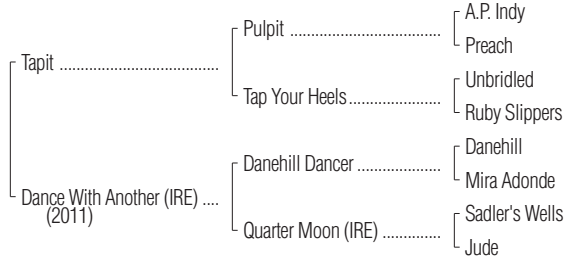 A.P. Indy
Pulpit
Preach
Tapit
Unbridled
Tap Your Heels
Ruby Slippers
Danehill
Danehill Dancer
Mira Adonde
Dance With Another (IRE)
(2011)
Sadler's Wells
Quarter Moon (IRE)
Jude